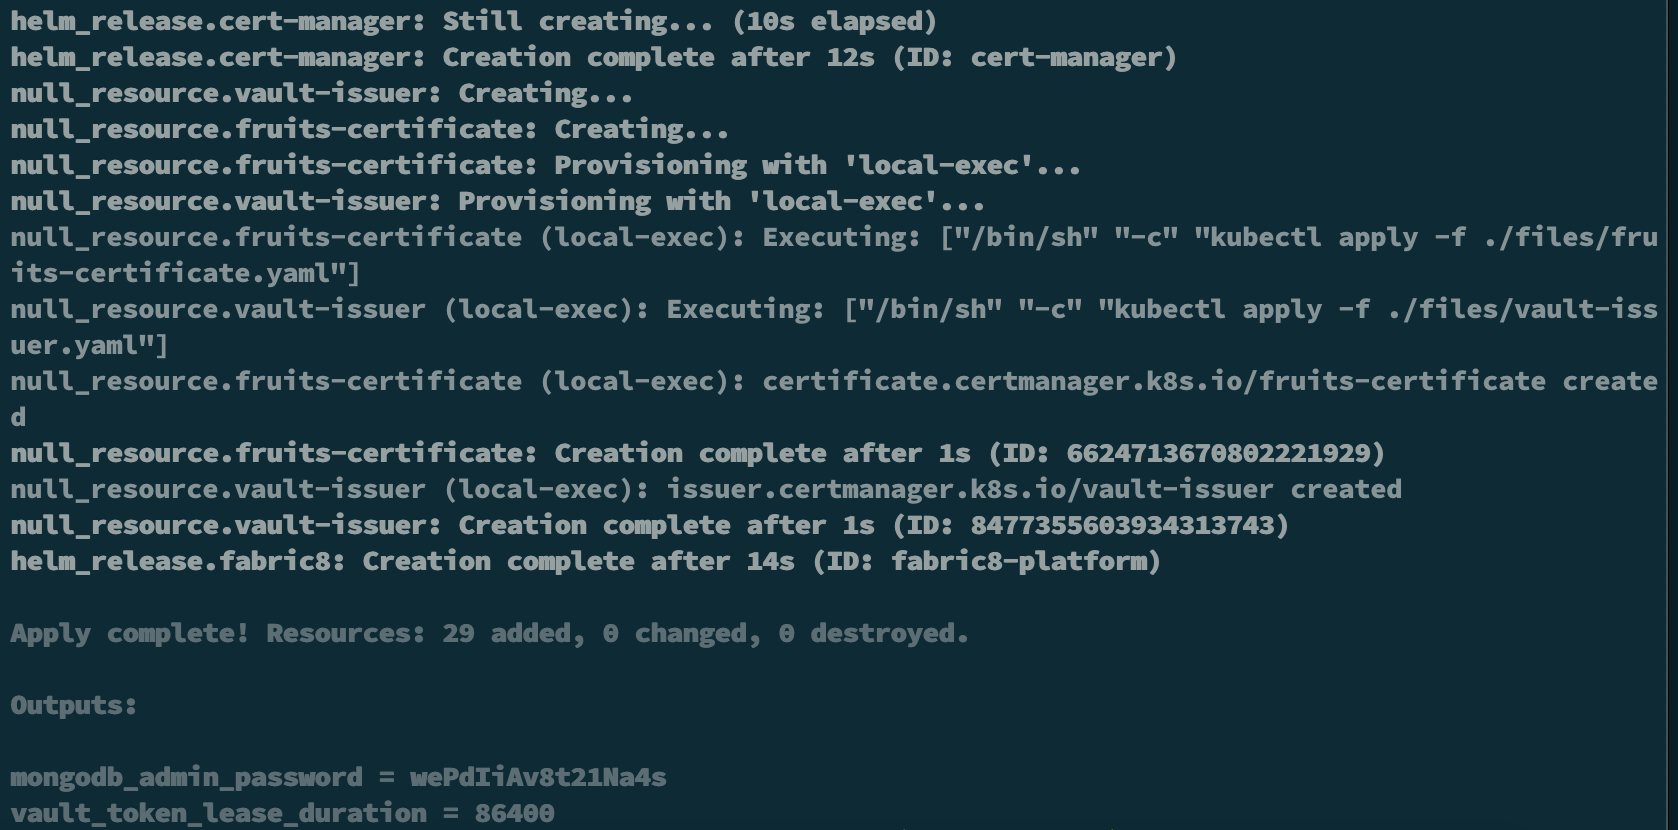 helm_release.cert-manager: Still creating... (10s elapsed)
helm_release.cert-manager: Creation complete after 12s (ID: cert-manager)
null_resource.vault-issuer: Creating...
null_resource.fruits-certificate: Creating...
null_resource.fruits-certificate: Provisioning with 'local-exec'...
null_resource.vault-issuer: Provisioning with 'local-exec'...
null_resource.fruits-certificate (local-exec): Executing: ["/bin/sh" "-c" "kubectl apply -f ./files/fru
its-certificate.yaml"]
null_resource.vault-issuer (local-exec): Executing: ["/bin/sh" "-c" "kubectl apply -f ./files/vault-iss
uer.yaml"]
null_resource.fruits-certificate (local-exec): certificate.certmanager.k8s.io/fruits-certificate create
d
null_resource.fruits-certificate: Creation complete after 1s (ID: 6624713670802221929)
null_resource.vault-issuer (local-exec): issuer.certmanager.k8s.io/vault-issuer created
null_resource.vault-issuer: Creation complete after 1s (ID: 8477355603934313743)
helm_release.fabric8: Creation complete after 14s (ID: fabric8-platform)
Apply complete! Resources: 29 added, 0 changed, 0 destroyed.
Outputs:
mongodb_admin_password = wePdIiAv8t21Na4s
vault_token_lease_duration = 86400